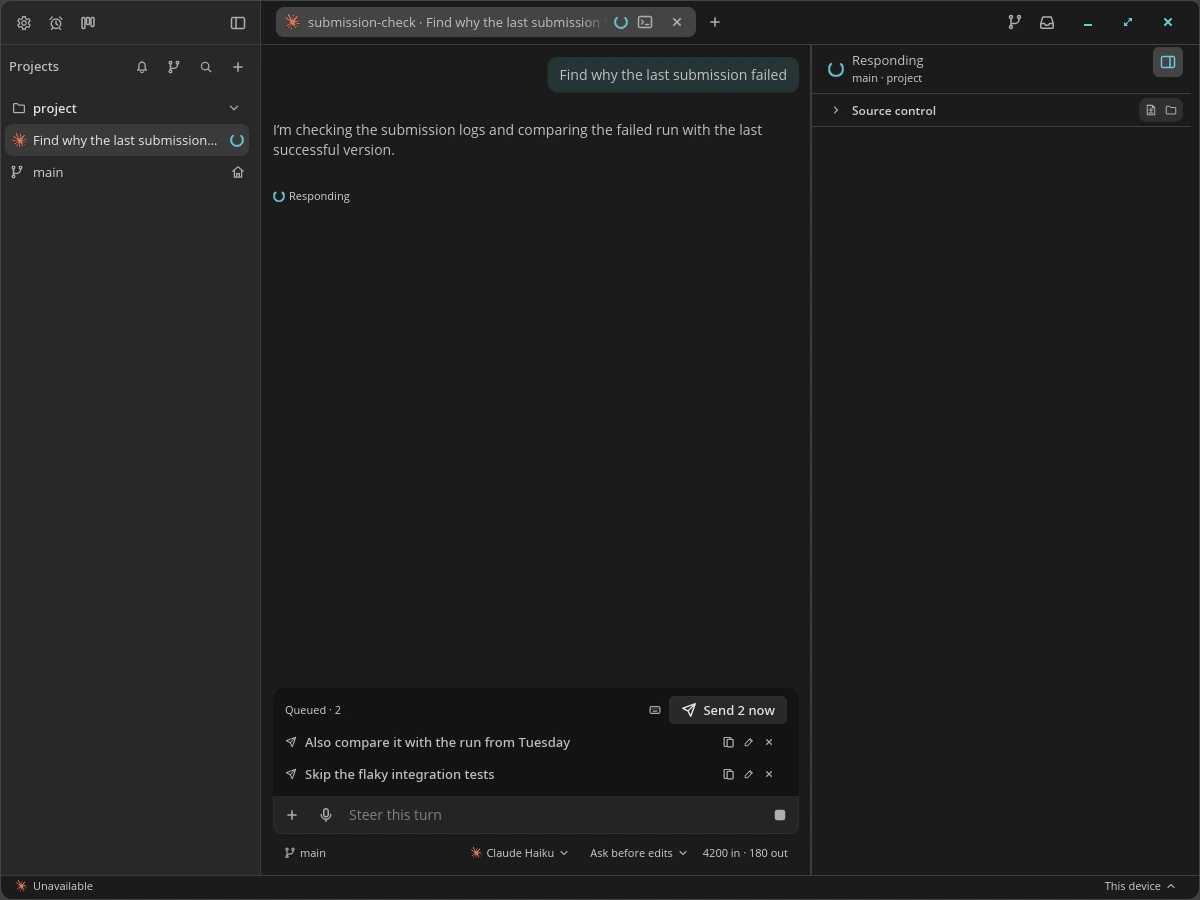 submission-check · Find why the last submission
Projects
project
Find why the last submission...
main
Find why the last submission failed
I'm checking the submission logs and comparing the failed run with the last
successful version.
Responding
Responding
main · project
Source control
Queued · 2
Send 2 now
Also compare it with the run from Tuesday
Skip the flaky integration tests
Steer this turn
main
Claude Haiku
Ask before edits
4200 in · 180 out
Unavailable
This device